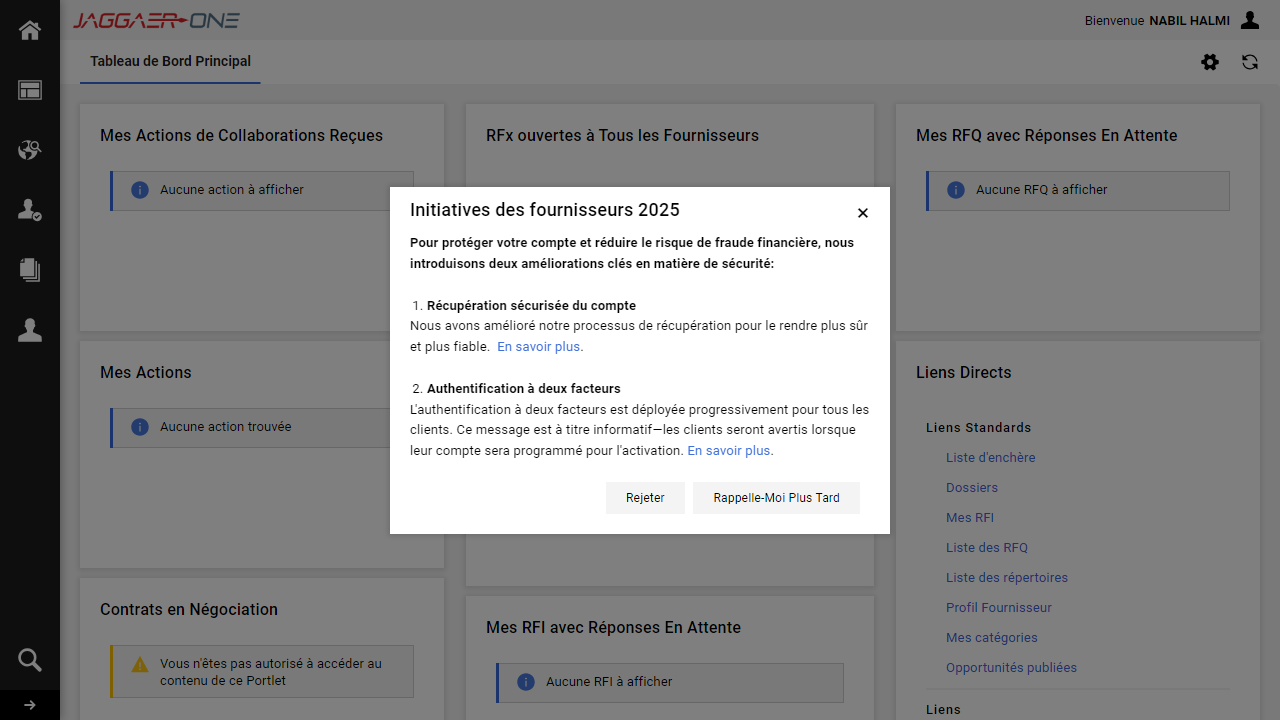 JAGGAER ONE
Bienvenue NABIL HALMI
Tableau de Bord Principal
Mes Actions de Collaborations Reçues
Aucune action à afficher
RFx ouvertes à Tous les Fournisseurs
Mes RFQ avec Réponses En Attente
Aucune RFQ à afficher
Initiatives des fournisseurs 2025
Pour protéger votre compte et réduire le risque de fraude financière, nous
introduisons deux améliorations clés en matière de sécurité:
1. Récupération sécurisée du compte
Nous avons amélioré notre processus de récupération pour le rendre plus sûr
et plus fiable. En savoir plus.
2. Authentification à deux facteurs
L'authentification à deux facteurs est déployée progressivement pour tous les
clients. Ce message est à titre informatif—les clients seront avertis lorsque
leur compte sera programmé pour l'activation. En savoir plus.
Rejeter
Rappelle-Moi Plus Tard
Mes Actions
Aucune action trouvée
Contrats en Négociation
Vous n'êtes pas autorisé à accéder au
contenu de ce Portlet
Mes RFI avec Réponses En Attente
Aucune RFI à afficher
Liens Directs
Liens Standards
Liste d'enchère
Dossiers
Mes RFI
Liste des RFQ
Liste des répertoires
Profil Fournisseur
Mes catégories
Opportunités publiées
Liens